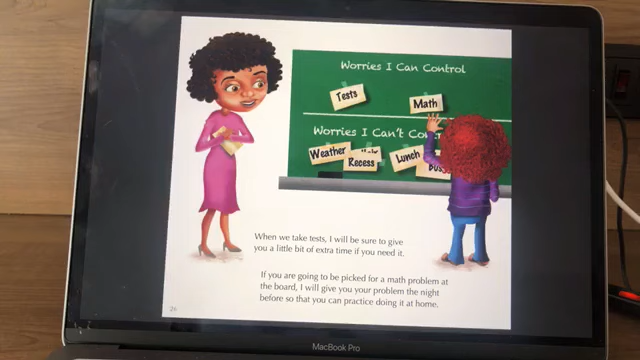 Worries I Can Control
Tests
Math
Worries I Can't
Weather
Recess
Lunch
When we take tests, I will be sure to give
you a little bit of extra time if you need it.
If you are going to be picked for a math problem at
the board, I will give you your problem the night
before so that you can practice doing it at home.
26
MacBook Pro